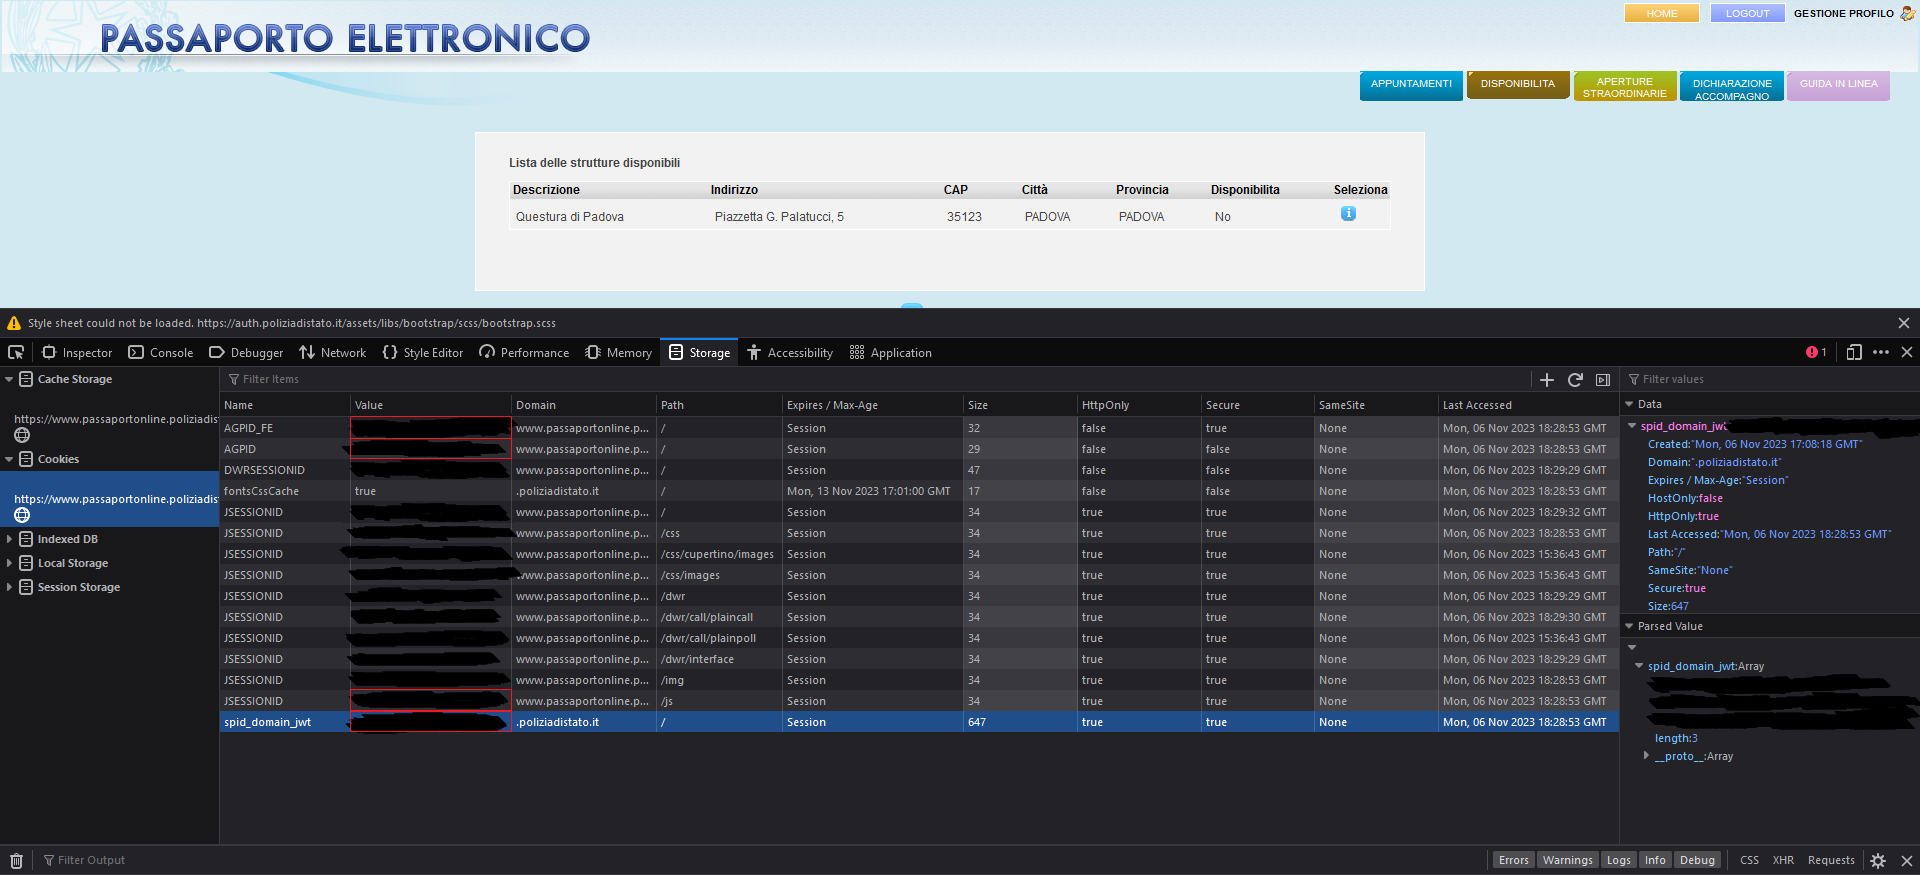 PASSAPORTO ELETTRONICO
HOME
LOGOUT
GESTIONE PROFILO
APPUNTAMENTI
DISPONIBILITA
APERTURE
STRAORDINARIE
DICHIARAZIONE
ACCOMPAGNO
GUIDA IN LINEA
Lista delle strutture disponibili
Descrizione Indirizzo CAP Città Provincia Disponibilita Seleziona
Questura di Padova Piazzetta G. Palatucci, 5 35123 PADOVA PADOVA No
Style sheet could not be loaded. https://auth.poliziadistato.it/assets/libs/bootstrap/scss/bootstrap.scss
Inspector Console Debugger Network Style Editor Performance Memory Storage Accessibility Application 1
Cache Storage
https://www.passaportonline.poliziadis
Cookies
https://www.passaportonline.poliziadis
Indexed DB
Local Storage
Session Storage
Filter Items
Name Value Domain Path Expires / Max-Age Size HttpOnly Secure SameSite Last Accessed
AGPID_FE www.passaportonline.p... / Session 32 false true None Mon, 06 Nov 2023 18:28:53 GMT
AGPID www.passaportonline.p... / Session 29 false false None Mon, 06 Nov 2023 18:28:53 GMT
DWRSESSIONID www.passaportonline.p... / Session 47 false false None Mon, 06 Nov 2023 18:29:29 GMT
fontsCssCache true .poliziadistato.it / Mon, 13 Nov 2023 17:01:00 GMT 17 false false None Mon, 06 Nov 2023 18:28:53 GMT
JSESSIONID www.passaportonline.p... / Session 34 true true None Mon, 06 Nov 2023 18:29:32 GMT
JSESSIONID www.passaportonline.p... /css Session 34 true true None Mon, 06 Nov 2023 18:28:53 GMT
JSESSIONID www.passaportonline.p... /css/cupertino/images Session 34 true true None Mon, 06 Nov 2023 15:36:43 GMT
JSESSIONID www.passaportonline.p... /css/images Session 34 true true None Mon, 06 Nov 2023 15:36:43 GMT
JSESSIONID www.passaportonline.p... /dwr Session 34 true true None Mon, 06 Nov 2023 18:29:29 GMT
JSESSIONID www.passaportonline.p... /dwr/call/plaincall Session 34 true true None Mon, 06 Nov 2023 18:29:30 GMT
JSESSIONID www.passaportonline.p... /dwr/call/plainpoll Session 34 true true None Mon, 06 Nov 2023 15:36:43 GMT
JSESSIONID www.passaportonline.p... /dwr/interface Session 34 true true None Mon, 06 Nov 2023 18:29:29 GMT
JSESSIONID www.passaportonline.p... /img Session 34 true true None Mon, 06 Nov 2023 18:28:53 GMT
JSESSIONID www.passaportonline.p... /js Session 34 true true None Mon, 06 Nov 2023 18:28:53 GMT
spid_domain_jwt .poliziadistato.it / Session 647 true true None Mon, 06 Nov 2023 18:28:53 GMT
Filter values
Data
spid_domain_jwt
Created:"Mon, 06 Nov 2023 17:08:18 GMT"
Domain:".poliziadistato.it"
Expires / Max-Age:"Session"
HostOnly:false
HttpOnly:true
Last Accessed:"Mon, 06 Nov 2023 18:28:53 GMT"
Path:"/"
SameSite:"None"
Secure:true
Size:647
Parsed Value
spid_domain_jwt:Array
length:3
__proto__:Array
Filter Output
Errors Warnings Logs Info Debug CSS XHR Requests